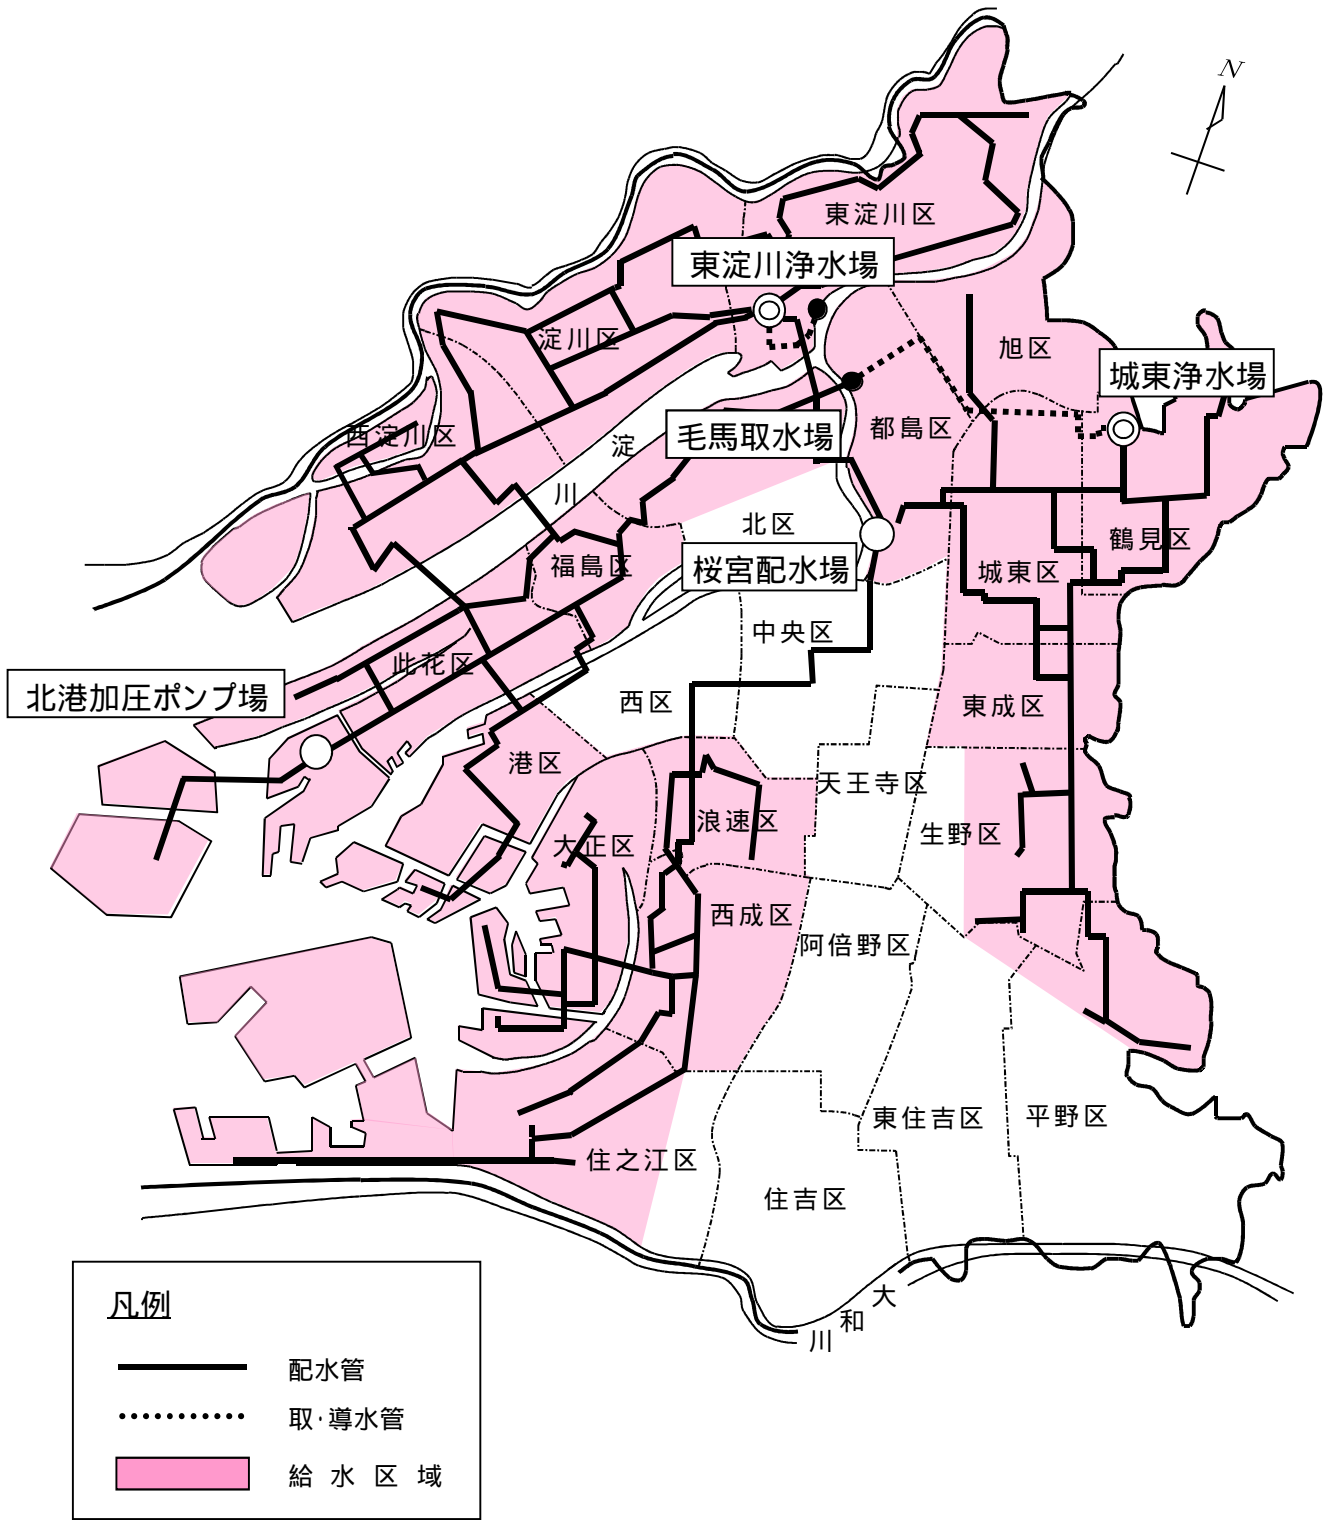 N
東淀川区
東淀川浄水場
淀川区
旭区
城東浄水場
西淀川区
淀
川
毛馬取水場
都島区
北区
鶴見区
福島区
桜宮配水場
城東区
中央区
此花区
北港加圧ポンプ場
西区
東成区
港区
天王寺区
浪速区
大正区
生野区
西成区
阿倍野区
東住吉区
平野区
住之江区
住吉区
大
和
川
凡例
配水管
取・導水管
給水区域